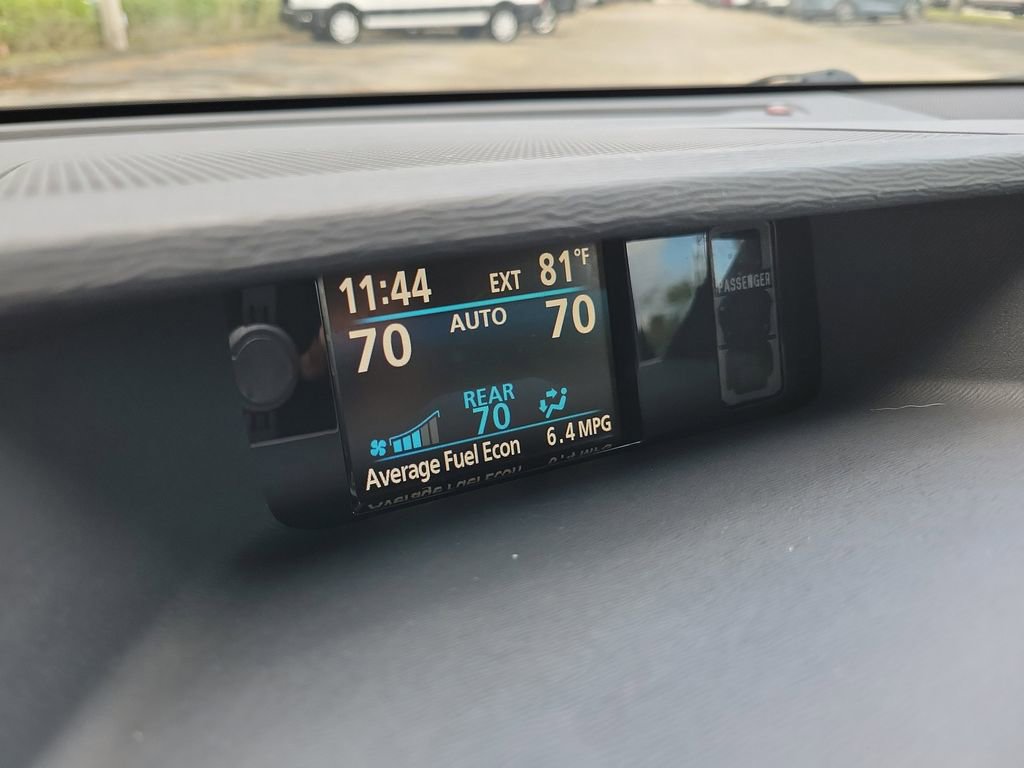 11:44 EXT 81°F
70 AUTO 70
REAR
70
Average Fuel Econ 6.4 MPG
PASSENGER